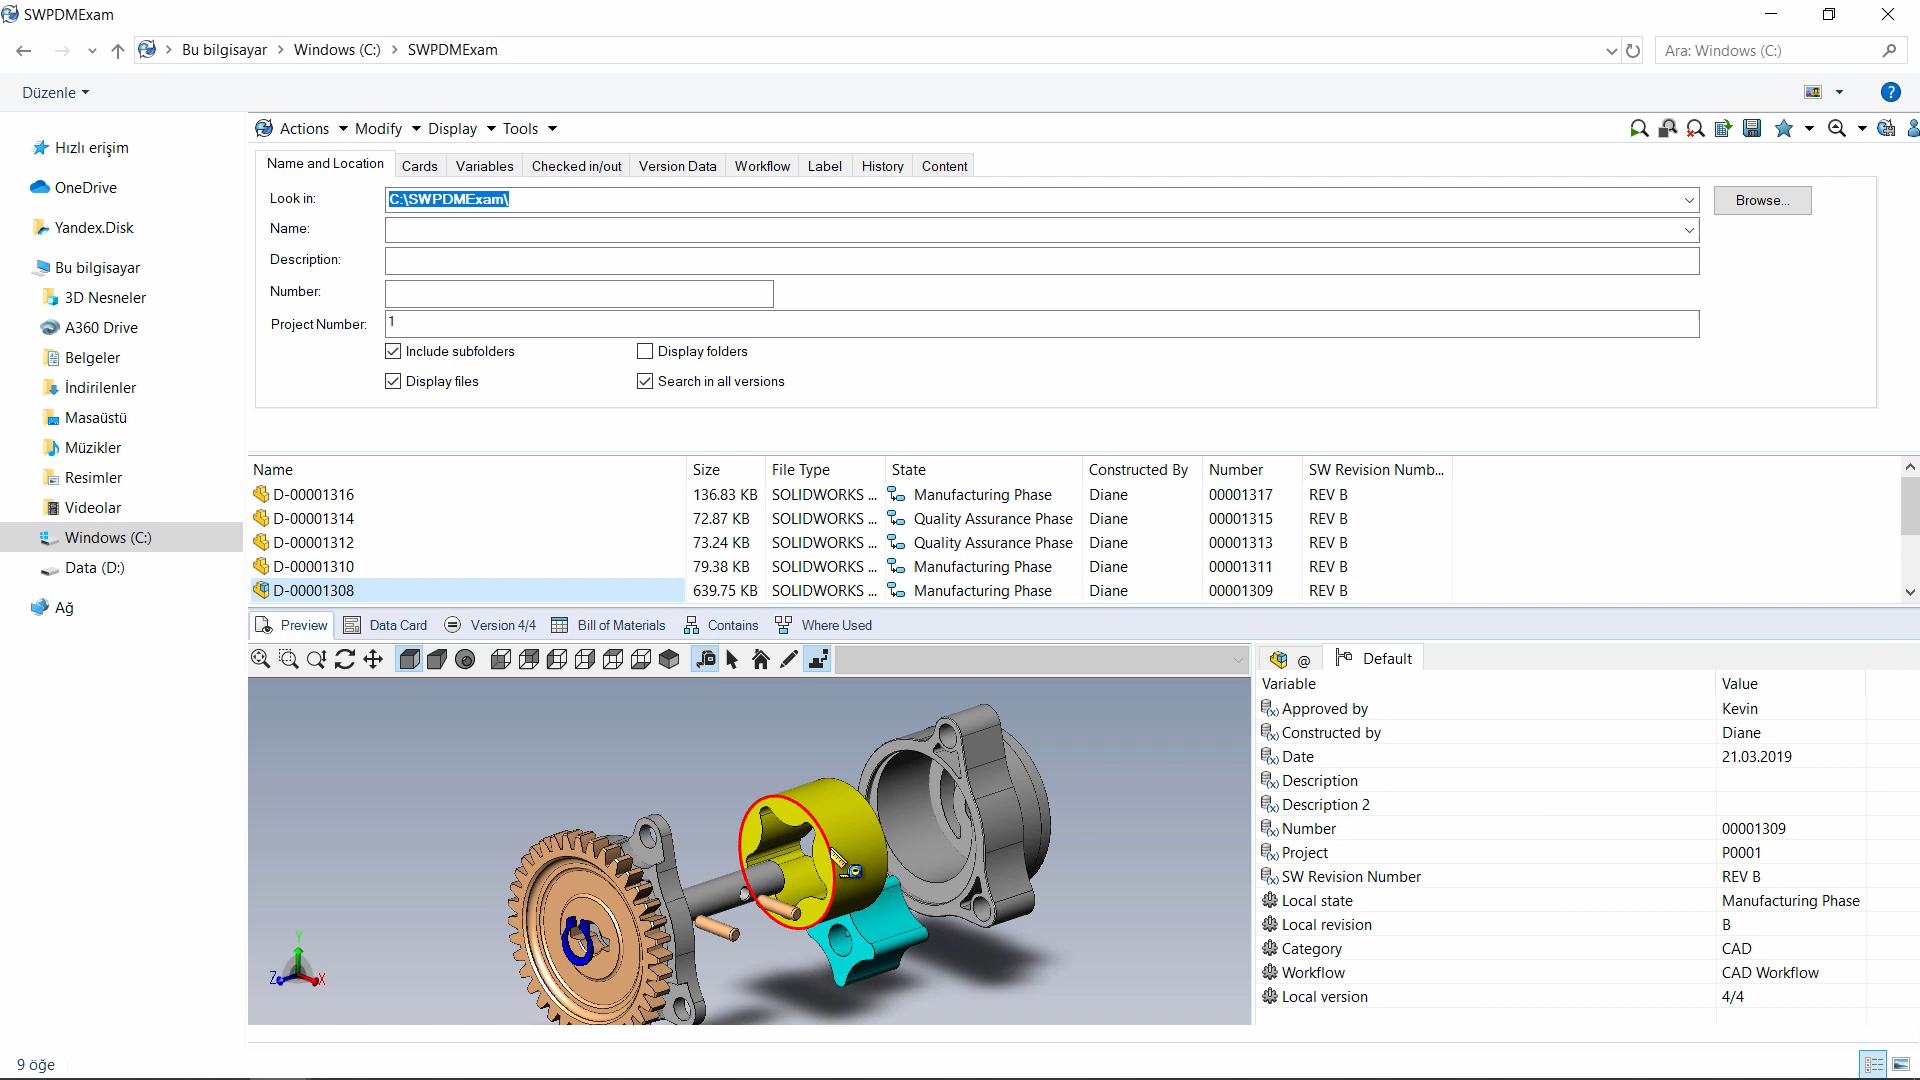 SWPDMExam
Bu bilgisayar > Windows (C:) > SWPDMExam
Ara: Windows (C:)
Düzenle
?
Hızlı erişim
OneDrive
Yandex.Disk
Bu bilgisayar
3D Nesneler
A360 Drive
Belgeler
İndirilenler
Masaüstü
Müzikler
Resimler
Videolar
Windows (C:)
Data (D:)
Ağ
Actions Modify Display Tools
Name and Location Cards Variables Checked in/out Version Data Workflow Label History Content
Look in: C:\SWPDMExam\ Browse...
Name:
Description:
Number:
Project Number: 1
Include subfolders Display folders
Display files Search in all versions
Name Size File Type State Constructed By Number SW Revision Numb...
D-00001316 136.83 KB SOLIDWORKS ... Manufacturing Phase Diane 00001317 REV B
D-00001314 72.87 KB SOLIDWORKS ... Quality Assurance Phase Diane 00001315 REV B
D-00001312 73.24 KB SOLIDWORKS ... Quality Assurance Phase Diane 00001313 REV B
D-00001310 79.38 KB SOLIDWORKS ... Manufacturing Phase Diane 00001311 REV B
D-00001308 639.75 KB SOLIDWORKS ... Manufacturing Phase Diane 00001309 REV B
Preview Data Card Version 4/4 Bill of Materials Contains Where Used
Y
Z X
@ Default
Variable Value
Approved by Kevin
Constructed by Diane
Date 21.03.2019
Description
Description 2
Number 00001309
Project P0001
SW Revision Number REV B
Local state Manufacturing Phase
Local revision B
Category CAD
Workflow CAD Workflow
Local version 4/4
9 öğe